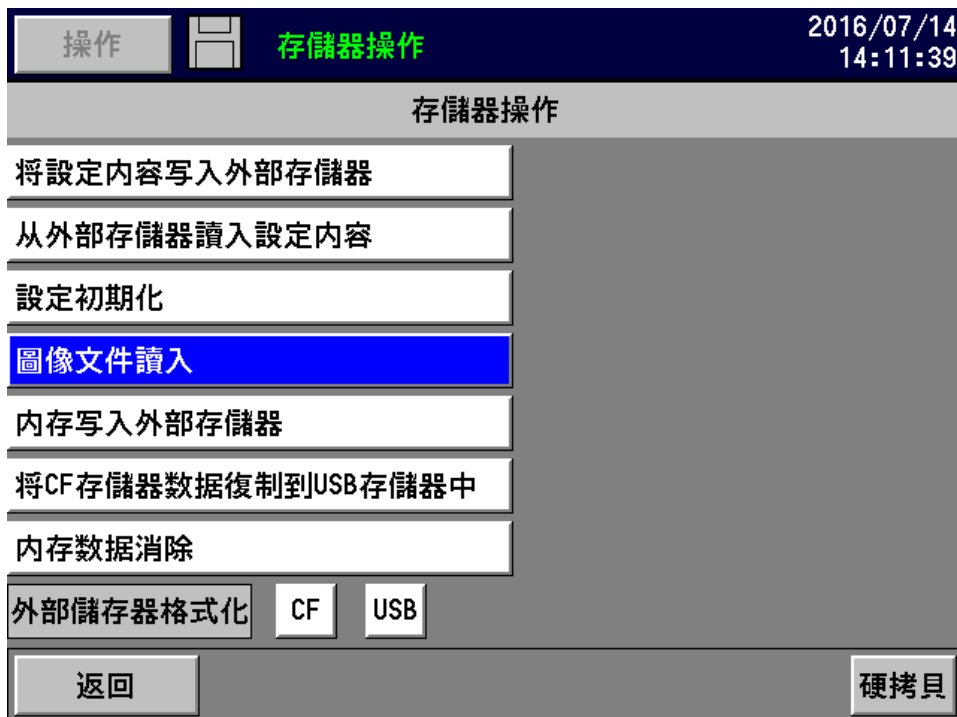 操作 存儲器操作 2016/07/14
14:11:39
存儲器操作
将設定内容写入外部存儲器
从外部存儲器讀入設定内容
設定初期化
圖像文件讀入
内存写入外部存儲器
将CF存儲器数据復制到USB存儲器中
内存数据消除
外部儲存器格式化 CF USB
返回 硬拷貝